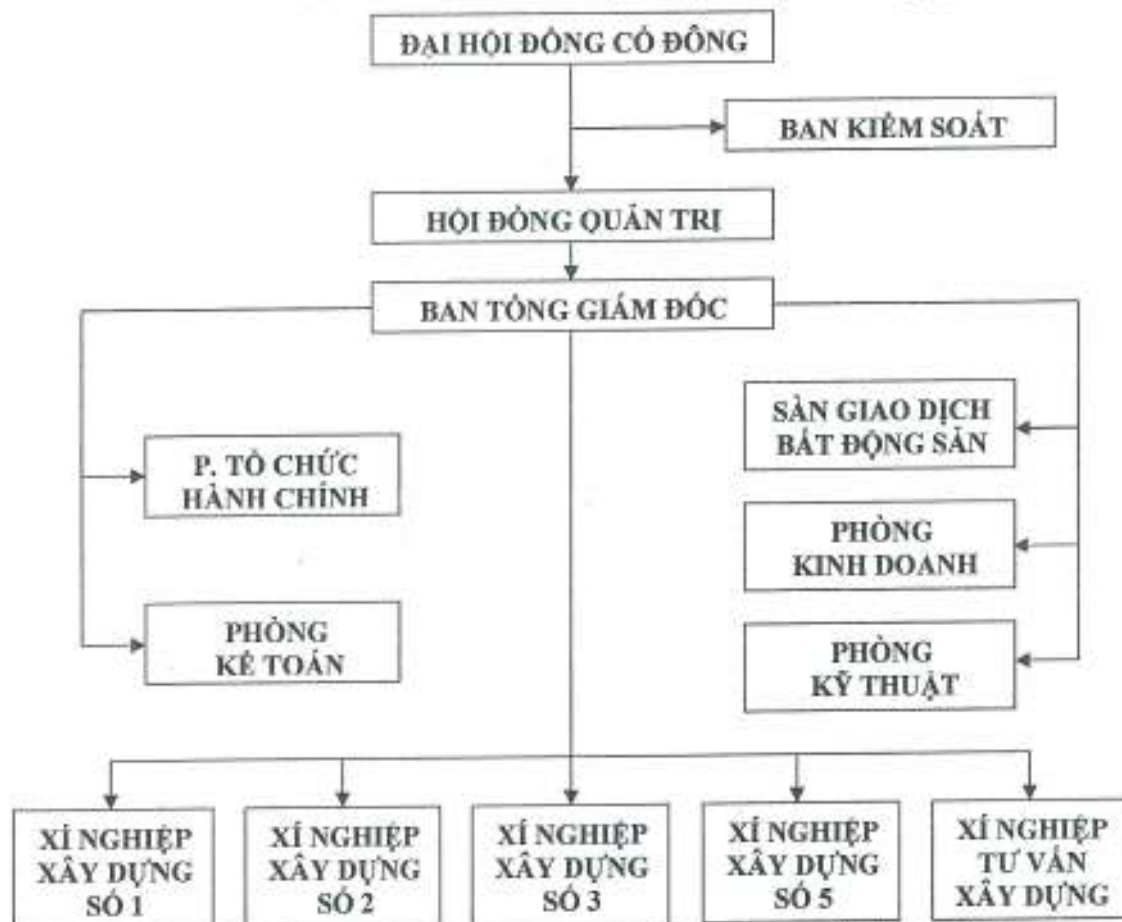 ĐẠI HỘI ĐỒNG CỔ ĐÔNG
BAN KIỂM SOÁT
HỘI ĐỒNG QUẢN TRỊ
BAN TỔNG GIÁM ĐỐC
SÀN GIAO DỊCH
BẤT ĐỘNG SẢN
P. TỔ CHỨC
HÀNH CHÍNH
PHÒNG
KINH DOANH
PHÒNG
KẾ TOÁN
PHÒNG
KỸ THUẬT
XÍ NGHIỆP
XÂY DỰNG
SỐ 1
XÍ NGHIỆP
XÂY DỰNG
SỐ 2
XÍ NGHIỆP
XÂY DỰNG
SỐ 3
XÍ NGHIỆP
XÂY DỰNG
SỐ 5
XÍ NGHIỆP
TƯ VẤN
XÂY DỰNG